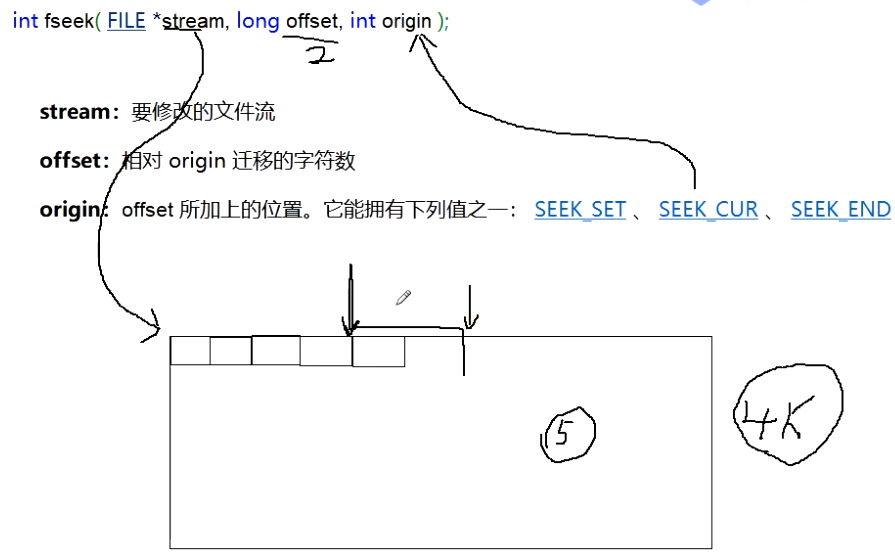 int fseek( FILE *stream, long offset, int origin );
2
stream：要修改的文件流
offset：相对 origin 迁移的字符数
origin：offset 所加上的位置。它能拥有下列值之一： SEEK_SET 、 SEEK_CUR 、 SEEK_END
5
4K